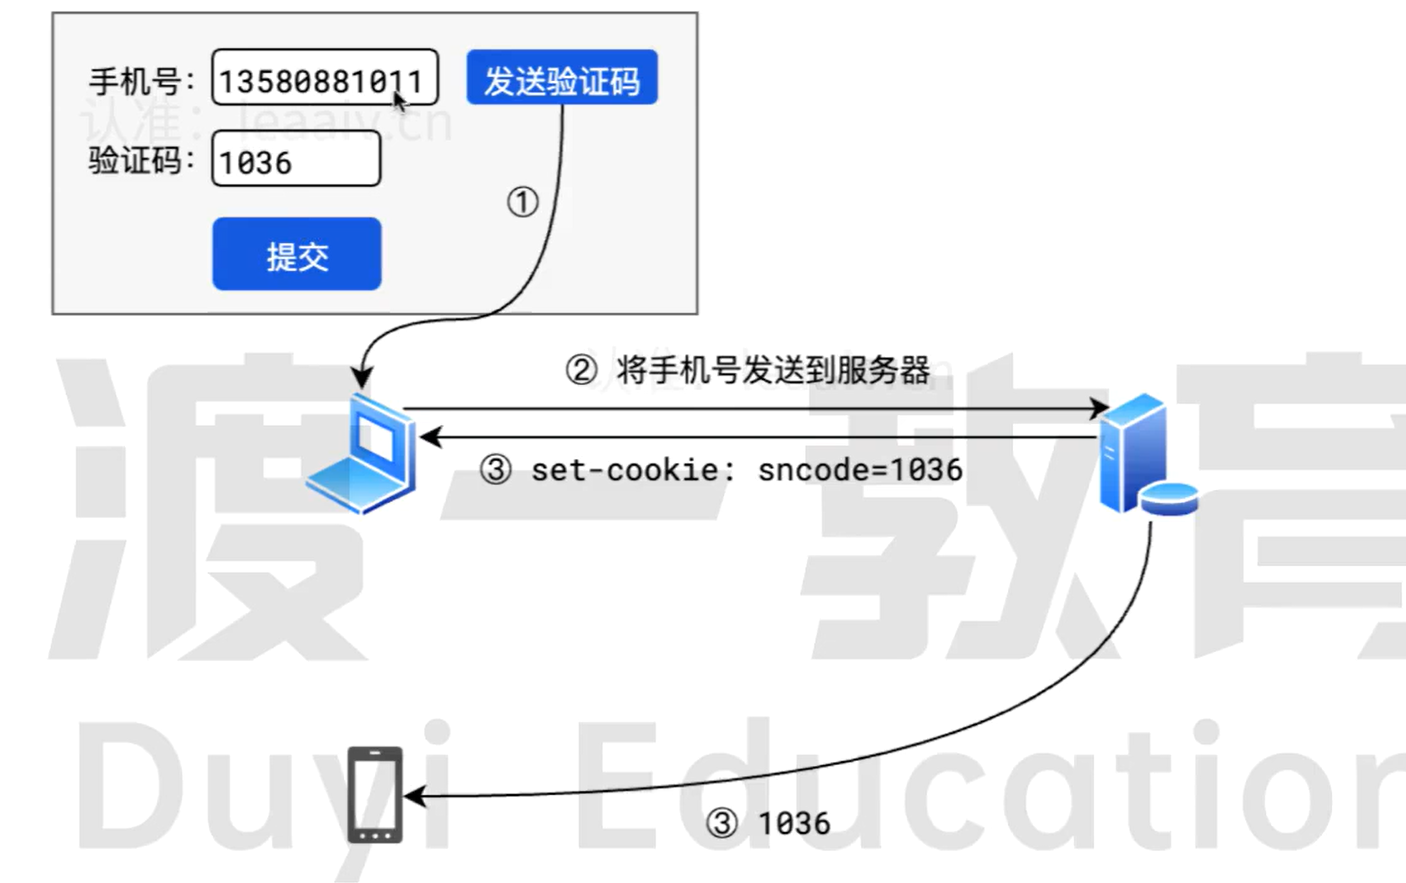 手机号： 13580881011 发送验证码
认准： leaaiv.cn
验证码： 1036
①
提交
② 将手机号发送到服务器
③ set-cookie: sncode=1036
渡一教育
Duyi Education
③ 1036